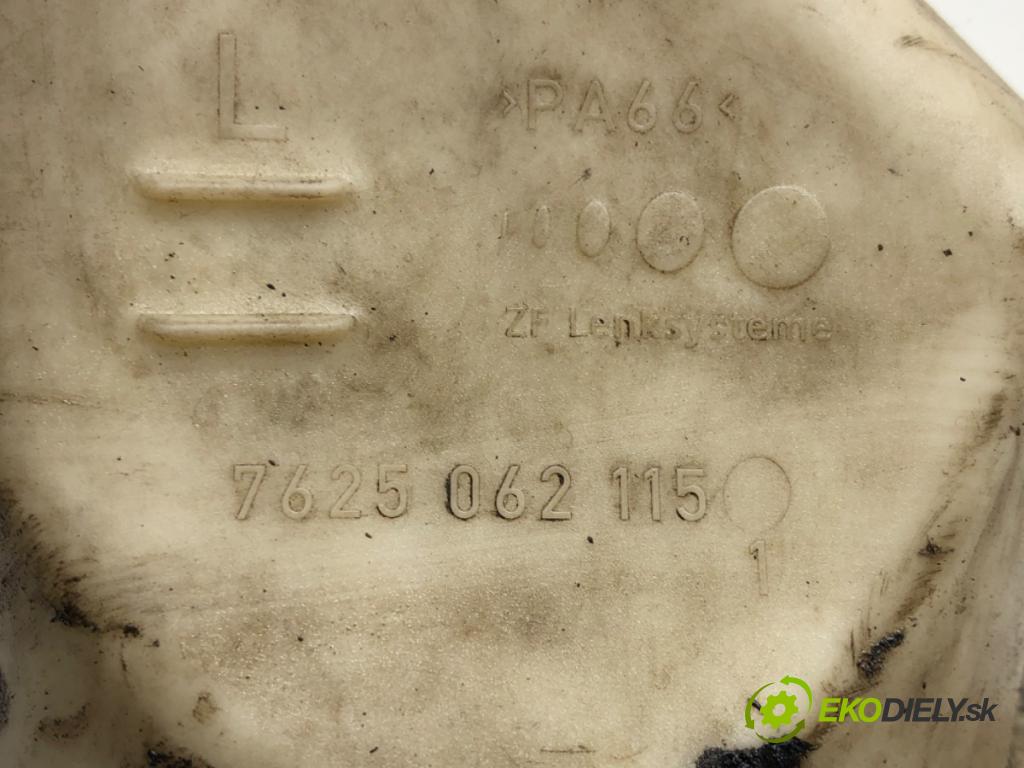 L
>PA66<
ZF Lenksysteme
7625 062 115
1
EKODIELY.sk